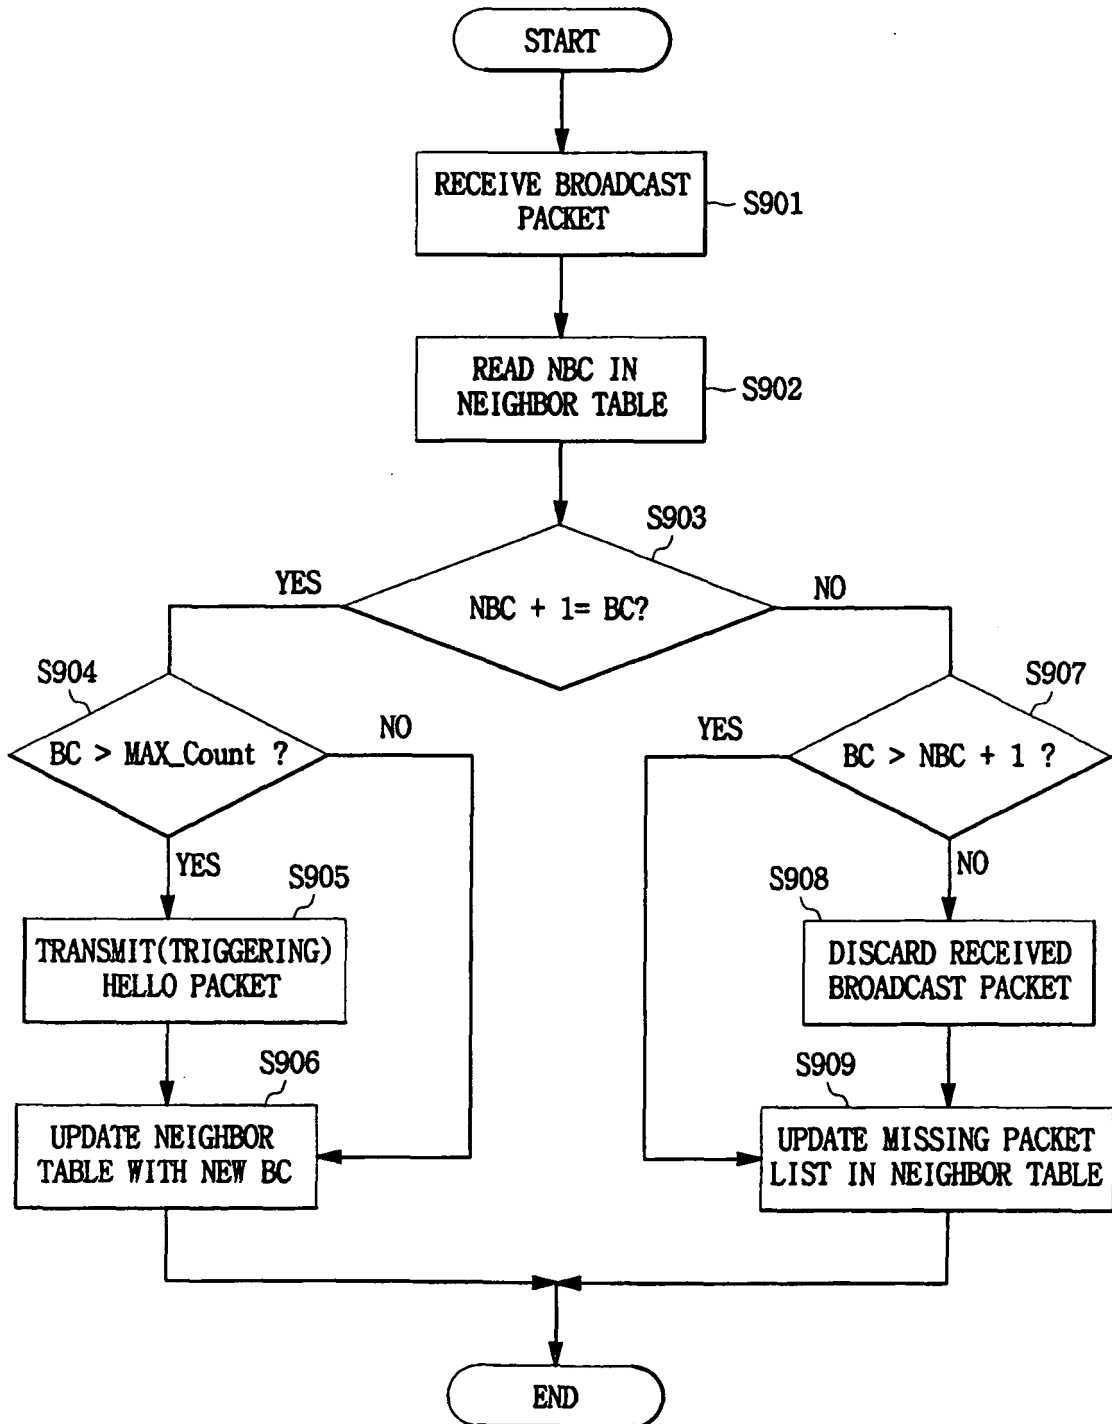 START
RECEIVE BROADCAST
PACKET
S901
READ NBC IN
NEIGHBOR TABLE
S902
S903
NBC + 1= BC?
YES
NO
S904
BC > MAX_Count ?
NO
YES
S907
BC > NBC + 1 ?
YES
NO
S905
TRANSMIT(TRIGGERING)
HELLO PACKET
S908
DISCARD RECEIVED
BROADCAST PACKET
S906
UPDATE NEIGHBOR
TABLE WITH NEW BC
S909
UPDATE MISSING PACKET
LIST IN NEIGHBOR TABLE
END